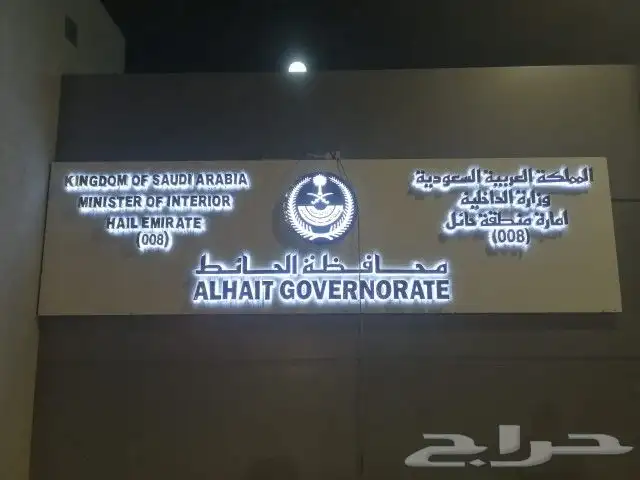 KINGDOM OF SAUDI ARABIA
MINISTER OF INTERIOR
HAIL EMIRATE
(008)
المملكة العربية السعودية
وزارة الداخلية
امارة منطقة حائل
(008)
محافظة الحائط
ALHAIT GOVERNORATE
حراج